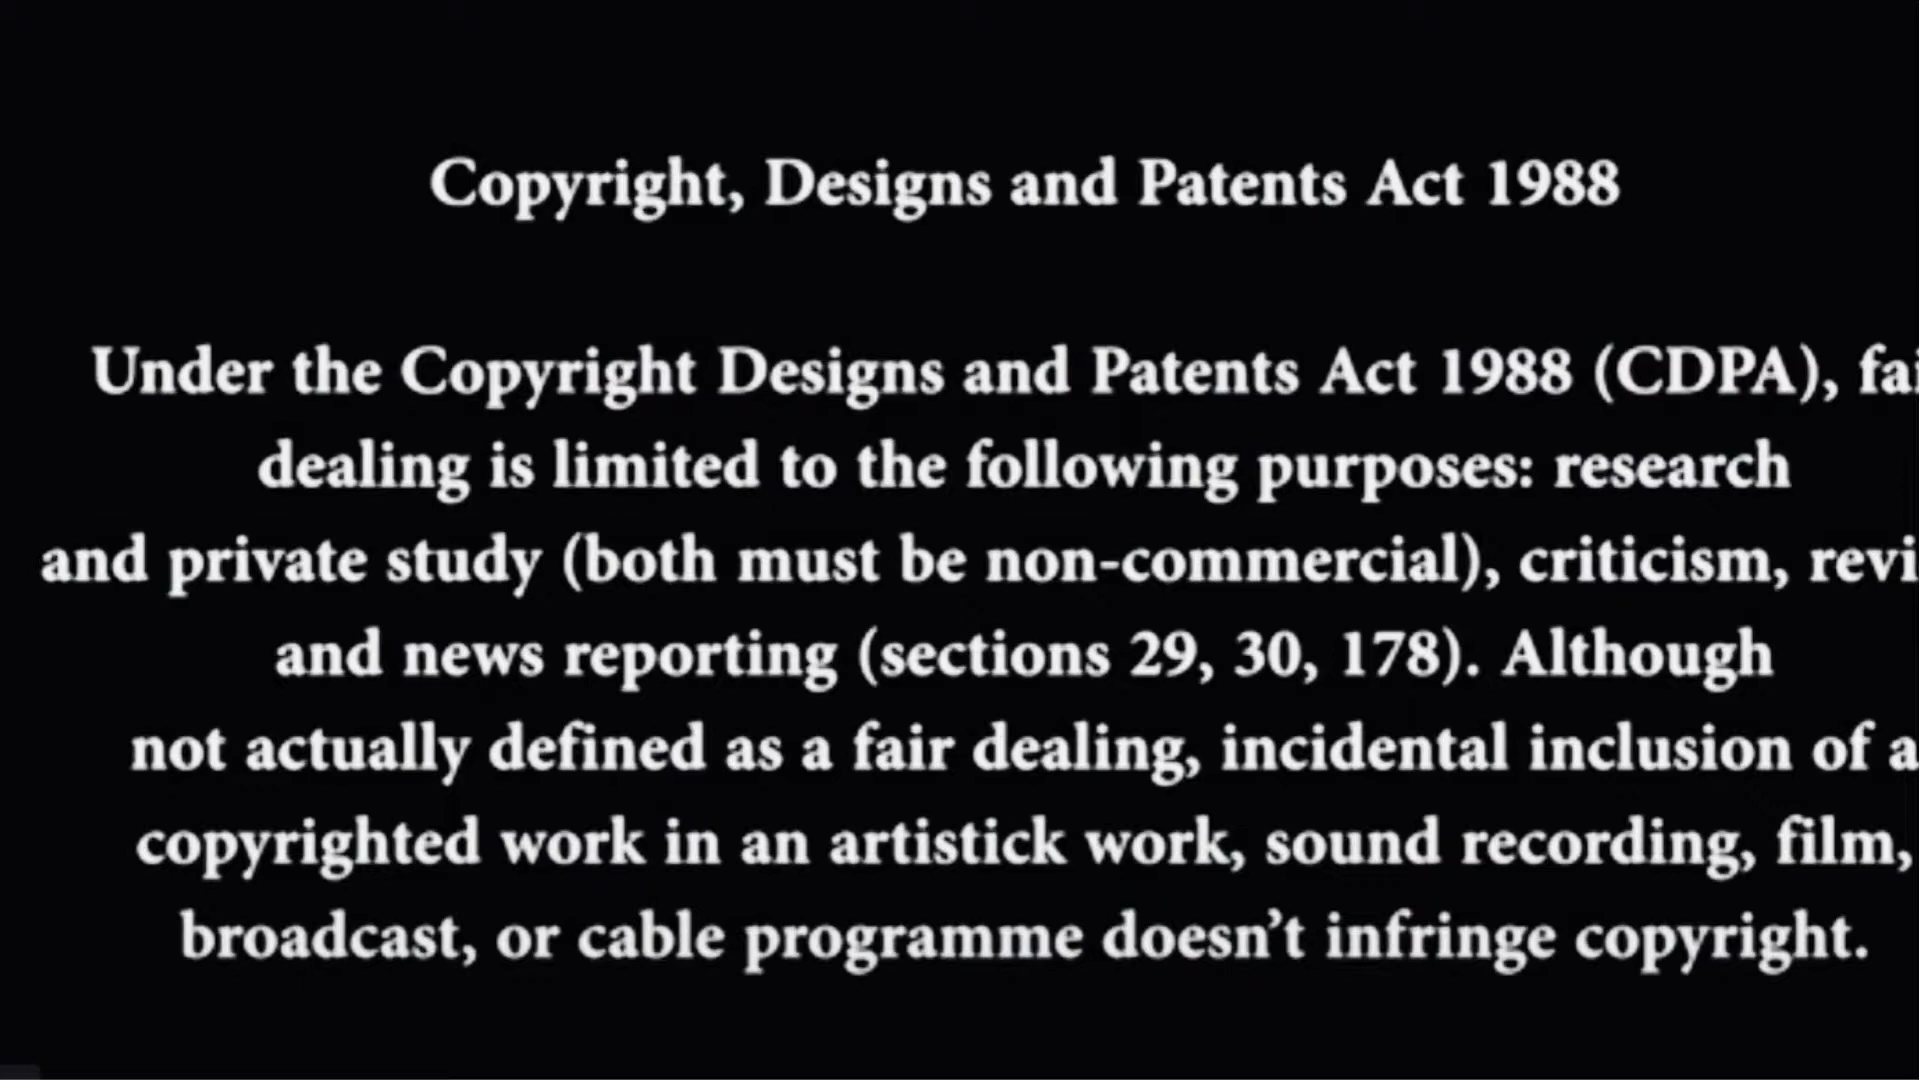 Copyright, Designs and Patents Act 1988
Under the Copyright Designs and Patents Act 1988 (CDPA), fai
dealing is limited to the following purposes: research
and private study (both must be non-commercial), criticism, revi
and news reporting (sections 29, 30, 178). Although
not actually defined as a fair dealing, incidental inclusion of a
copyrighted work in an artistick work, sound recording, film,
broadcast, or cable programme doesn’t infringe copyright.